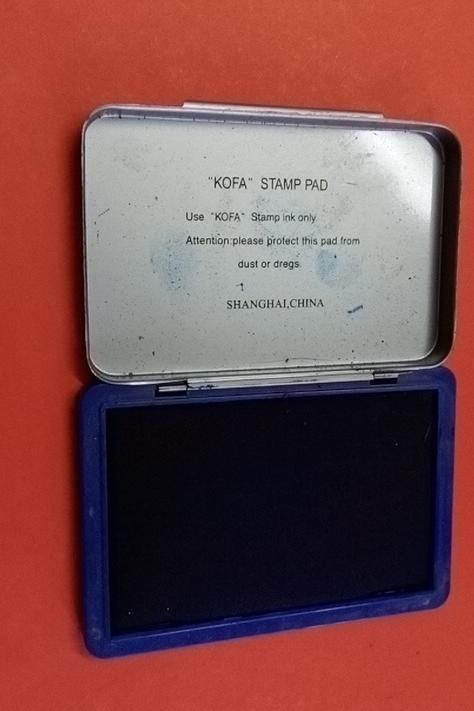 "KOFA" STAMP PAD
Use "KOFA" Stamp ink only
Attention:please protect this pad from
dust or dregs
SHANGHAI,CHINA